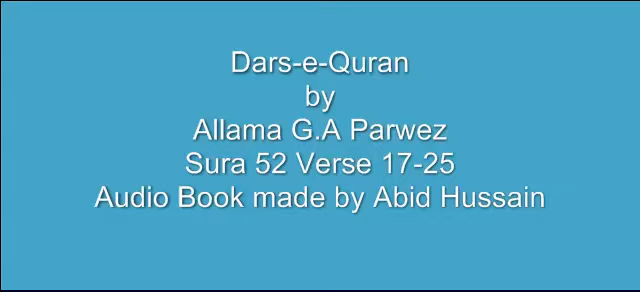 Dars-e-Quran
by
Allama G.A Parwez
Sura 52 Verse 17-25
Audio Book made by Abid Hussain